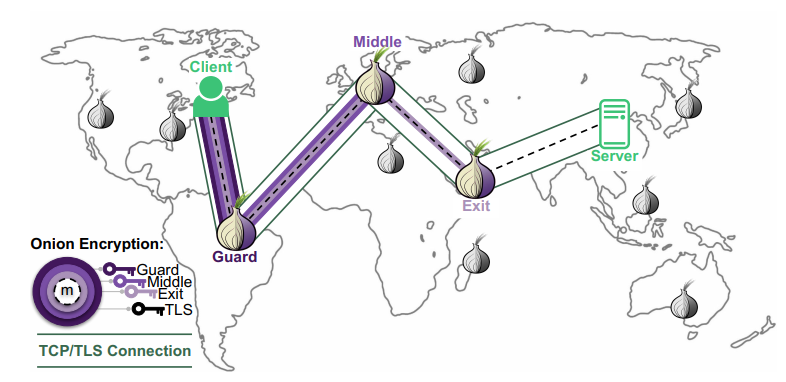 Middle
Client
Server
Exit
Guard
Onion Encryption:
m
Guard
Middle
Exit
TLS
TCP/TLS Connection